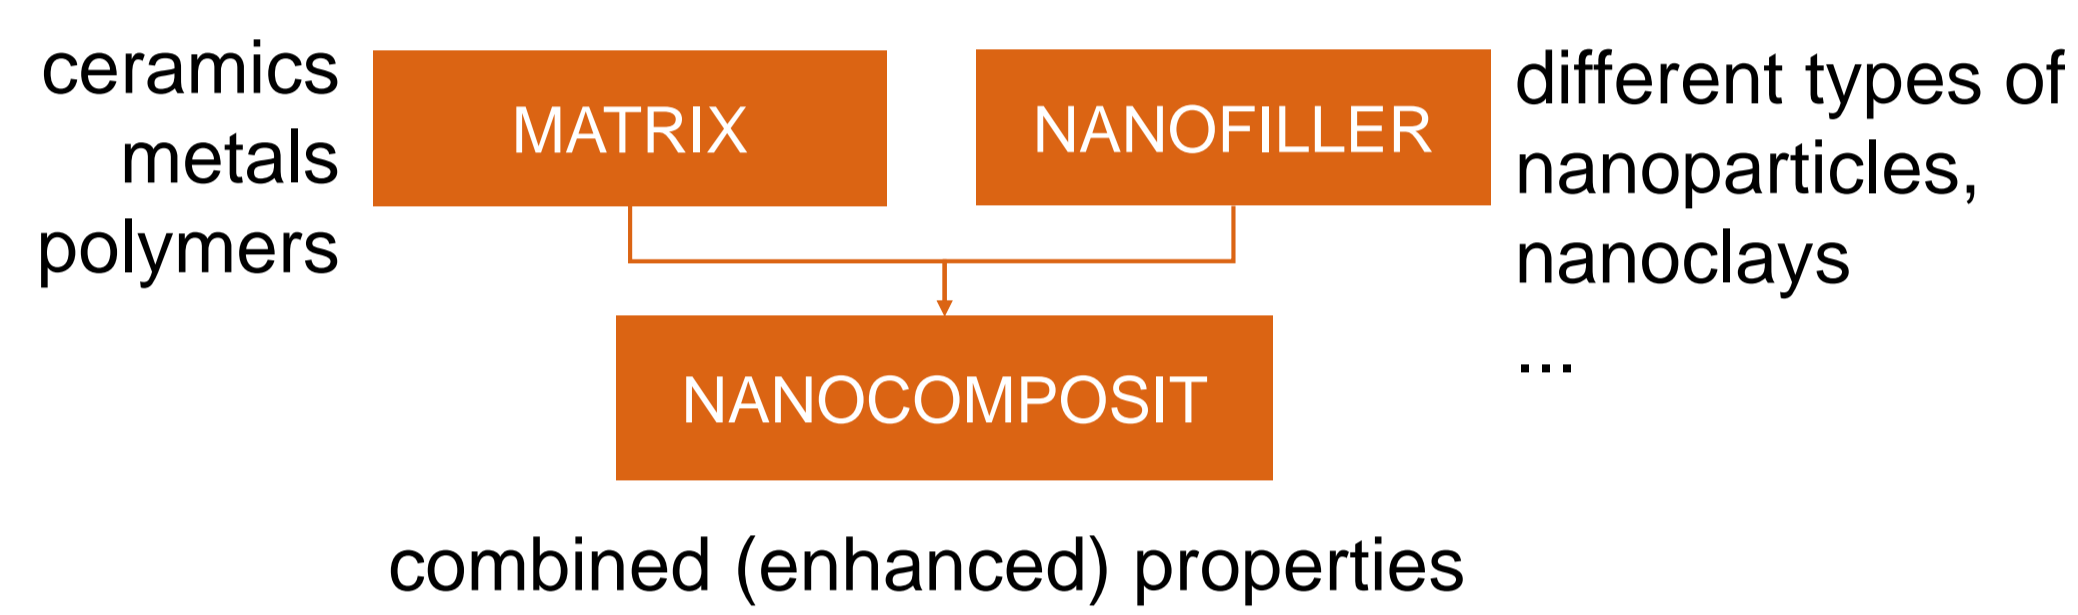 ceramics
metals
polymers
MATRIX
NANOFILLER
different types of
nanoparticles,
nanoclays
...
NANOCOMPOSIT
combined (enhanced) properties